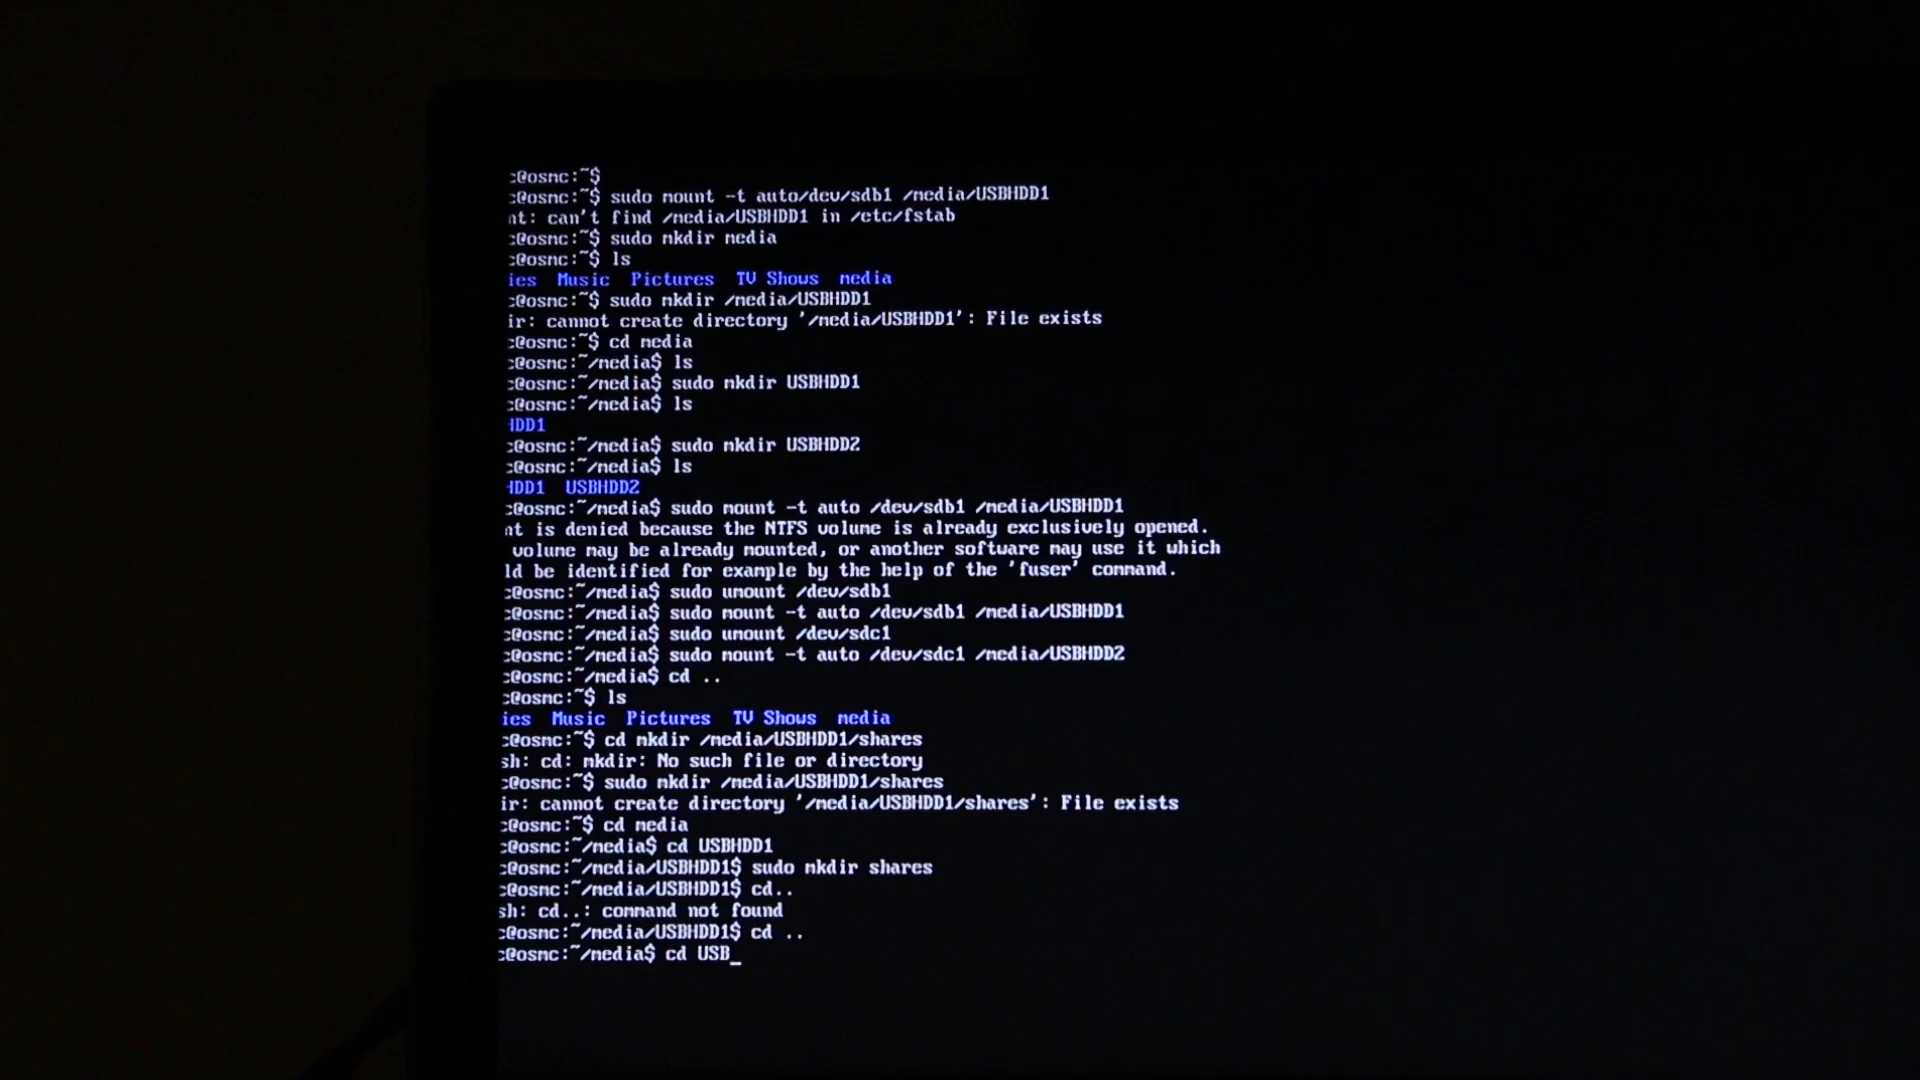 c@osmc:~$
c@osmc:~$ sudo mount -t auto/dev/sdb1 /media/USBHDD1
nt: can't find /media/USBHDD1 in /etc/fstab
c@osmc:~$ sudo mkdir media
c@osmc:~$ ls
ies Music Pictures TV Shows media
c@osmc:~$ sudo mkdir /media/USBHDD1
ir: cannot create directory '/media/USBHDD1': File exists
c@osmc:~$ cd media
c@osmc:~/media$ ls
c@osmc:~/media$ sudo mkdir USBHDD1
c@osmc:~/media$ ls
HDD1
c@osmc:~/media$ sudo mkdir USBHDD2
c@osmc:~/media$ ls
HDD1 USBHDD2
c@osmc:~/media$ sudo mount -t auto /dev/sdb1 /media/USBHDD1
nt is denied because the NTFS volume is already exclusively opened.
volume may be already mounted, or another software may use it which
ld be identified for example by the help of the 'fuser' command.
c@osmc:~/media$ sudo umount /dev/sdb1
c@osmc:~/media$ sudo mount -t auto /dev/sdb1 /media/USBHDD1
c@osmc:~/media$ sudo umount /dev/sdc1
c@osmc:~/media$ sudo mount -t auto /dev/sdc1 /media/USBHDD2
c@osmc:~/media$ cd ..
c@osmc:~$ ls
ies Music Pictures TV Shows media
c@osmc:~$ cd mkdir /media/USBHDD1/shares
sh: cd: mkdir: No such file or directory
c@osmc:~$ sudo mkdir /media/USBHDD1/shares
ir: cannot create directory '/media/USBHDD1/shares': File exists
c@osmc:~$ cd media
c@osmc:~/media$ cd USBHDD1
c@osmc:~/media/USBHDD1$ sudo mkdir shares
c@osmc:~/media/USBHDD1$ cd..
sh: cd..: command not found
c@osmc:~/media/USBHDD1$ cd ..
c@osmc:~/media$ cd USB_